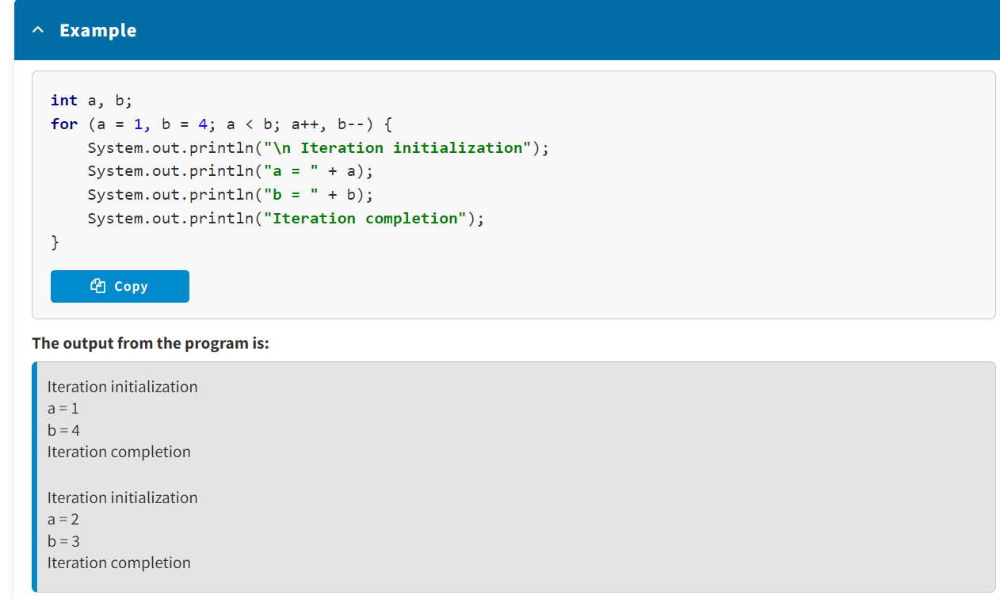 Example
int a, b;
for (a = 1, b = 4; a < b; a++, b--) {
    System.out.println("\n Iteration initialization");
    System.out.println("a = " + a);
    System.out.println("b = " + b);
    System.out.println("Iteration completion");
}
Copy
The output from the program is:
Iteration initialization
a = 1
b = 4
Iteration completion
Iteration initialization
a = 2
b = 3
Iteration completion